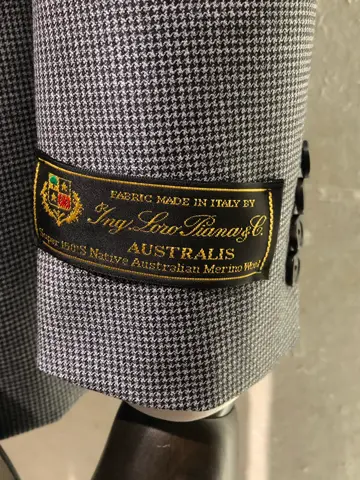 FABRIC MADE IN ITALY BY
Ing. Loro Piana & C.
AUSTRALIS
Super 150'S Native Australian Merino Wool